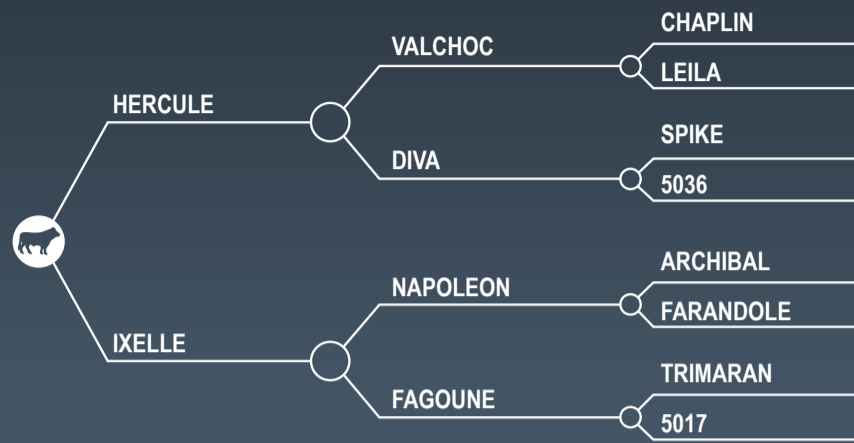 CHAPLIN
VALCHOC
LEILA
HERCULE
SPIKE
DIVA
5036
ARCHIBAL
NAPOLEON
FARANDOLE
IXELLE
TRIMARAN
FAGOUNE
5017